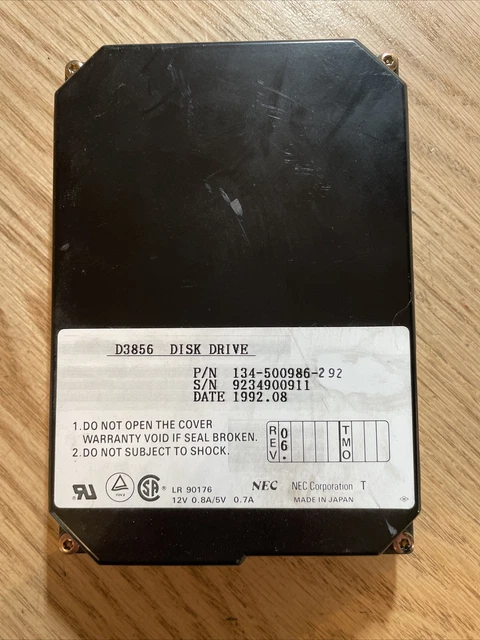 D3856 DISK DRIVE
P/N 134-500986-292
S/N 9234900911
DATE 1992.08
1.DO NOT OPEN THE COVER
WARRANTY VOID IF SEAL BROKEN.
2.DO NOT SUBJECT TO SHOCK.
REV. 06. TMO
LR 90176
12V 0.8A/5V 0.7A
NEC NEC Corporation T
MADE IN JAPAN